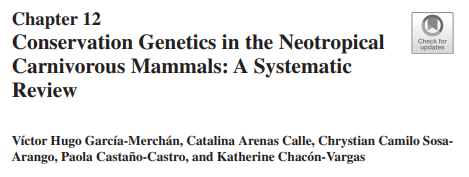 Chapter 12
Conservation Genetics in the Neotropical
Carnivorous Mammals: A Systematic
Review
Check for
updates
Víctor Hugo García-Merchán, Catalina Arenas Calle, Chrystian Camilo Sosa-
Arango, Paola Castaño-Castro, and Katherine Chacón-Vargas